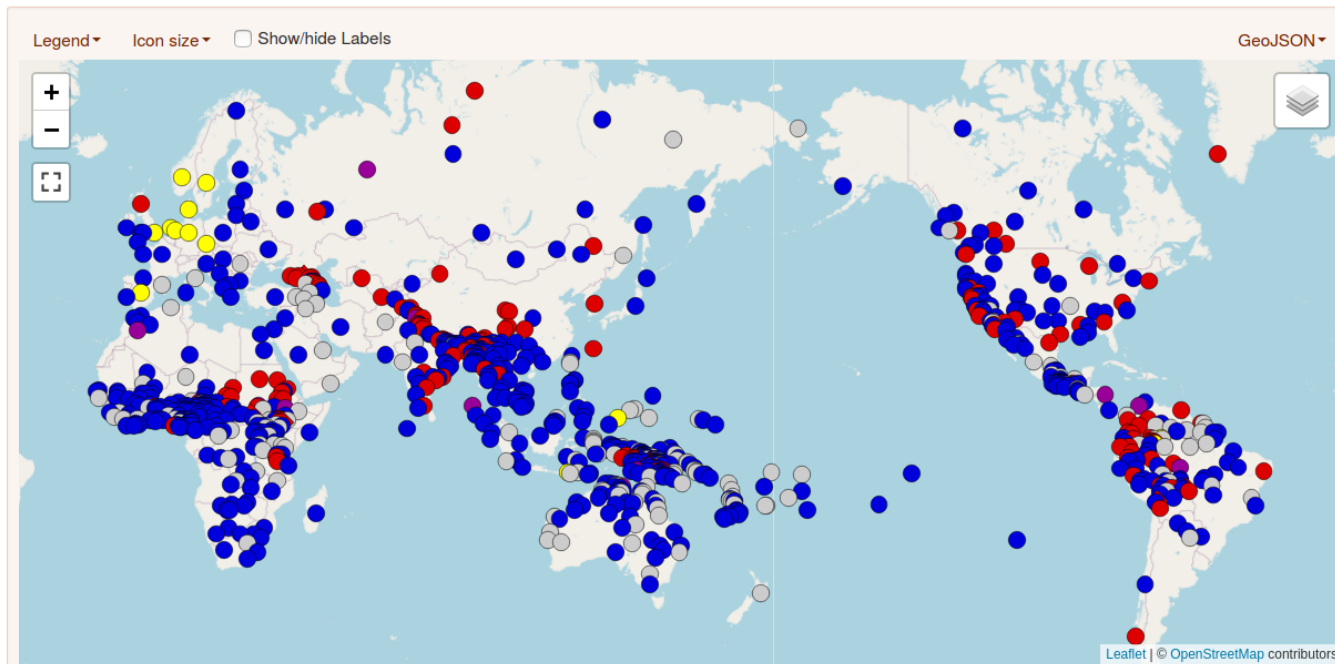 Legend
Icon size
Show/hide Labels
GeoJSON
+
−
Leaflet | © OpenStreetMap contributors